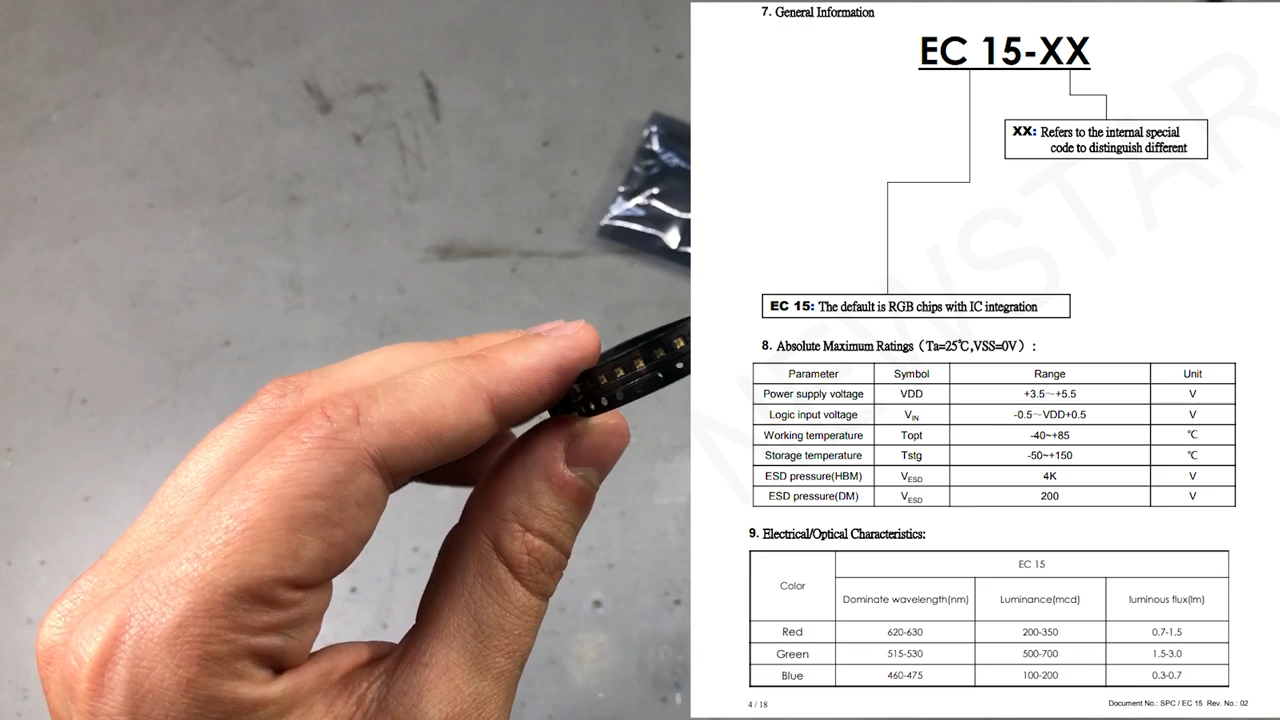 7. General Information
EC 15-XX
XX: Refers to the internal special
code to distinguish different
EC 15: The default is RGB chips with IC integration
8. Absolute Maximum Ratings（Ta=25℃,VSS=0V）:
Parameter Symbol Range Unit
Power supply voltage VDD +3.5～+5.5 V
Logic input voltage VIN -0.5～VDD+0.5 V
Working temperature Topt -40~+85 ℃
Storage temperature Tstg -50~+150 ℃
ESD pressure(HBM) VESD 4K V
ESD pressure(DM) VESD 200 V
9. Electrical/Optical Characteristics:
EC 15
Color
Dominate wavelength(nm) Luminance(mcd) luminous flux(lm)
Red 620-630 200-350 0.7-1.5
Green 515-530 500-700 1.5-3.0
Blue 460-475 100-200 0.3-0.7
4 / 18 Document No.: SPC / EC 15 Rev. No.: 02
NEWSTAR